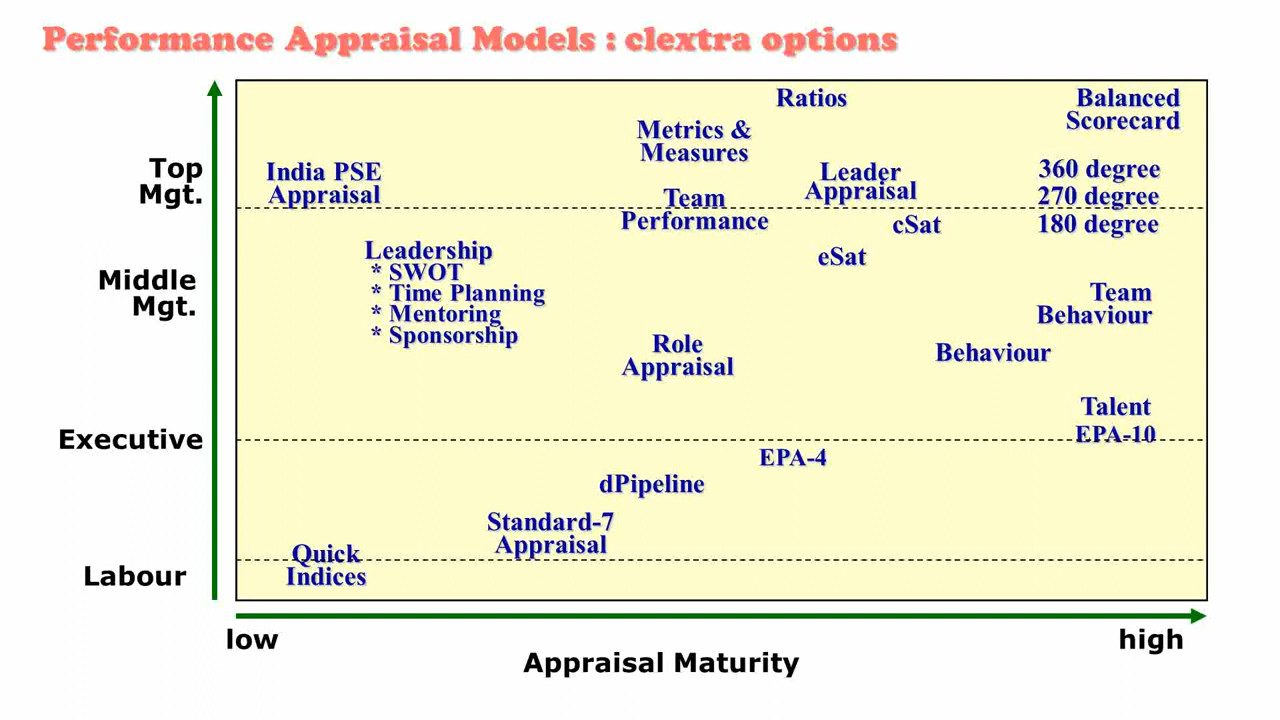 Performance Appraisal Models : clextra options
Ratios
Balanced
Scorecard
Metrics &
Measures
Top
Mgt.
India PSE
Appraisal
Leader
Appraisal
360 degree
270 degree
180 degree
Team
Performance
cSat
eSat
Middle
Mgt.
Leadership
* SWOT
* Time Planning
* Mentoring
* Sponsorship
Team
Behaviour
Role
Appraisal
Behaviour
Talent
EPA-10
Executive
EPA-4
dPipeline
Standard-7
Appraisal
Quick
Indices
Labour
low
high
Appraisal Maturity